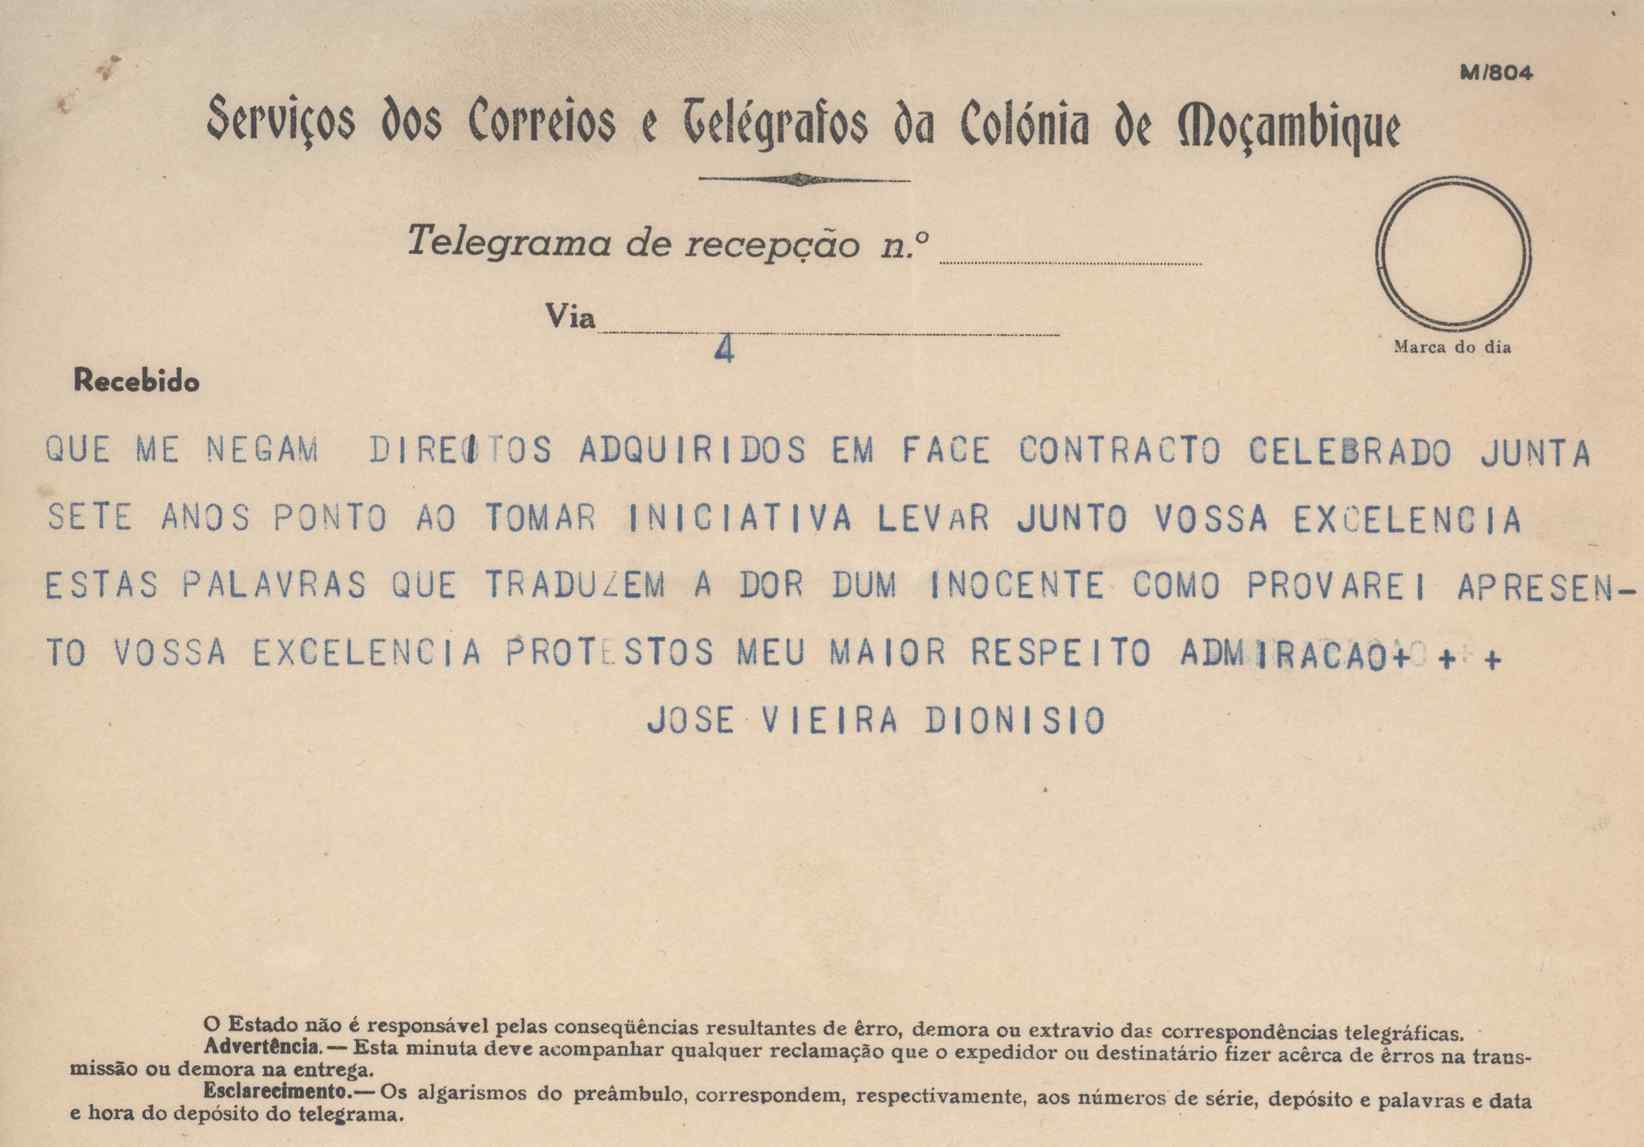 M/804
Serviços dos Correios e Telégrafos da Colónia de Moçambique
Telegrama de recepção n.º
Via
4
Marca do dia
Recebido
QUE ME NEGAM DIREITOS ADQUIRIDOS EM FACE CONTRACTO CELEBRADO JUNTA
SETE ANOS PONTO AO TOMAR INICIATIVA LEVAR JUNTO VOSSA EXCELENCIA
ESTAS PALAVRAS QUE TRADUZEM A DOR DUM INOCENTE COMO PROVAREI APRESEN-
TO VOSSA EXCELENCIA PROTESTOS MEU MAIOR RESPEITO ADMIRACAO+ + +
JOSE VIEIRA DIONISIO
O Estado não é responsável pelas conseqüências resultantes de êrro, demora ou extravio das correspondências telegráficas.
Advertência.— Esta minuta deve acompanhar qualquer reclamação que o expedidor ou destinatário fizer acêrca de êrros na trans-
missão ou demora na entrega.
Esclarecimento.— Os algarismos do preâmbulo, correspondem, respectivamente, aos números de série, depósito e palavras e data
e hora do depósito do telegrama.